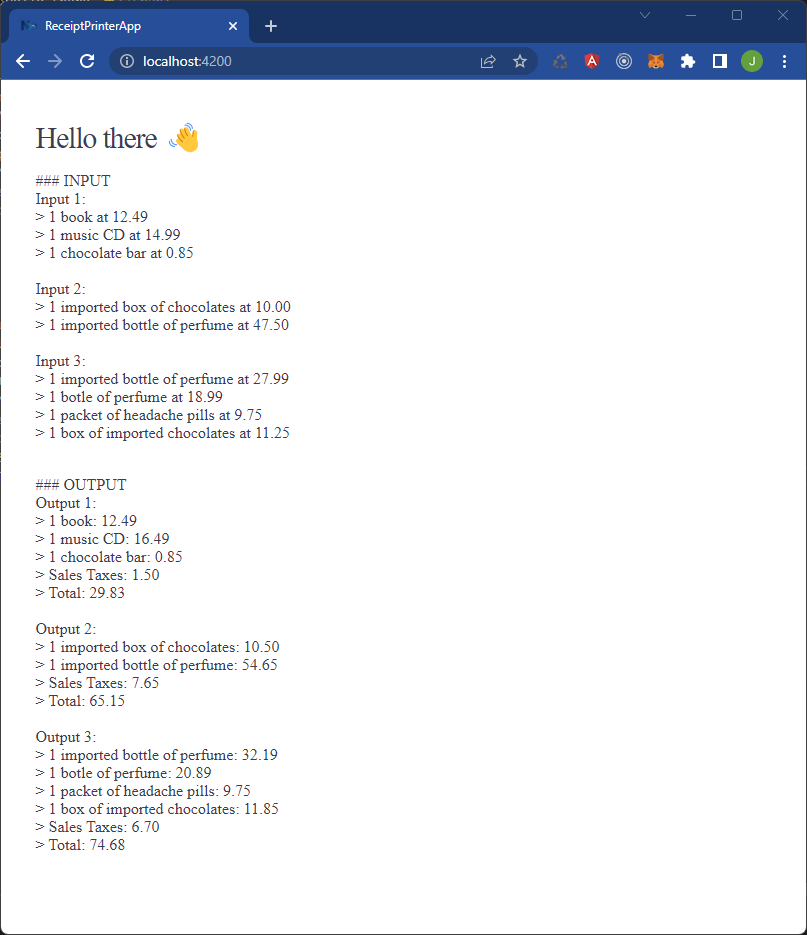 ReceiptPrinterApp
localhost:4200
J
Hello there 👋
### INPUT
Input 1:
> 1 book at 12.49
> 1 music CD at 14.99
> 1 chocolate bar at 0.85
Input 2:
> 1 imported box of chocolates at 10.00
> 1 imported bottle of perfume at 47.50
Input 3:
> 1 imported bottle of perfume at 27.99
> 1 botle of perfume at 18.99
> 1 packet of headache pills at 9.75
> 1 box of imported chocolates at 11.25
### OUTPUT
Output 1:
> 1 book: 12.49
> 1 music CD: 16.49
> 1 chocolate bar: 0.85
> Sales Taxes: 1.50
> Total: 29.83
Output 2:
> 1 imported box of chocolates: 10.50
> 1 imported bottle of perfume: 54.65
> Sales Taxes: 7.65
> Total: 65.15
Output 3:
> 1 imported bottle of perfume: 32.19
> 1 botle of perfume: 20.89
> 1 packet of headache pills: 9.75
> 1 box of imported chocolates: 11.85
> Sales Taxes: 6.70
> Total: 74.68